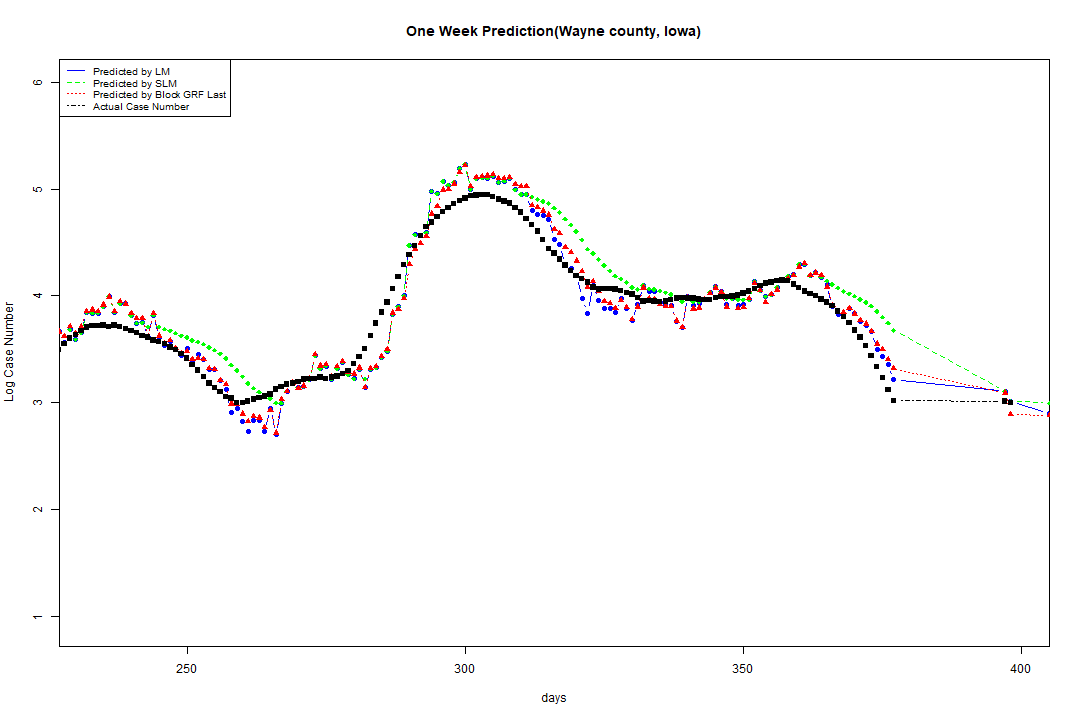 One Week Prediction(Wayne county, Iowa)
Predicted by LM
Predicted by SLM
Predicted by Block GRF Last
Actual Case Number
Log Case Number
6
5
4
3
2
1
250 300 350 400
days